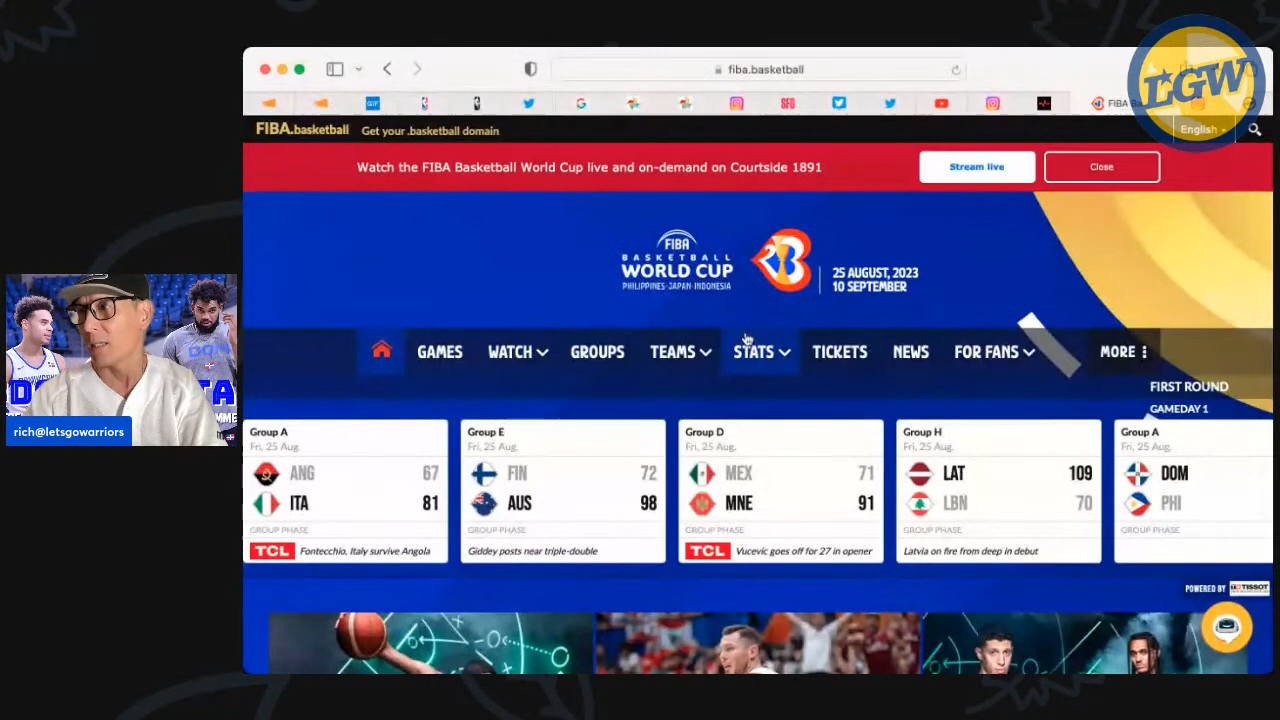 LGW
fiba.basketball
GIF
SFG
FIBA.basketball
Get your .basketball domain
English
Watch the FIBA Basketball World Cup live and on-demand on Courtside 1891
Stream live
Close
FIBA
BASKETBALL
WORLD CUP
PHILIPPINES·JAPAN·INDONESIA
25 AUGUST, 2023
10 SEPTEMBER
GAMES
WATCH
GROUPS
TEAMS
STATS
TICKETS
NEWS
FOR FANS
MORE
FIRST ROUND
GAMEDAY 1
Group A
Fri, 25 Aug.
ANG 67
ITA 81
GROUP PHASE
TCL Fontecchio, Italy survive Angola
Group E
Fri, 25 Aug.
FIN 72
AUS 98
GROUP PHASE
Giddey posts near triple-double
Group D
Fri, 25 Aug.
MEX 71
MNE 91
GROUP PHASE
TCL Vucevic goes off for 27 in opener
Group H
Fri, 25 Aug.
LAT 109
LBN 70
GROUP PHASE
Latvia on fire from deep in debut
Group A
Fri, 25 Aug.
DOM
PHI
GROUP PHASE
POWERED BY TISSOT
rich@letsgowarriors